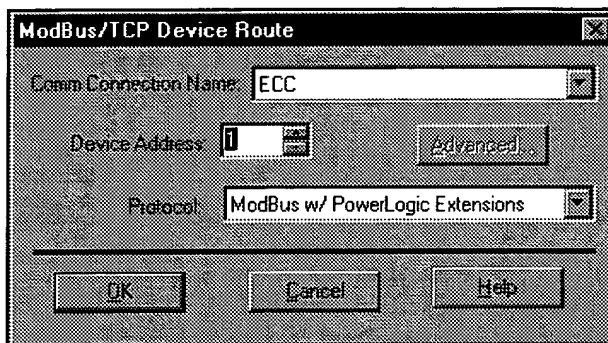 ModBus/TCP Device Route
Comm Connection Name: ECC
Device Address: 1 Advanced...
Protocol: ModBus w/ PowerLogic Extensions
OK Cancel Help